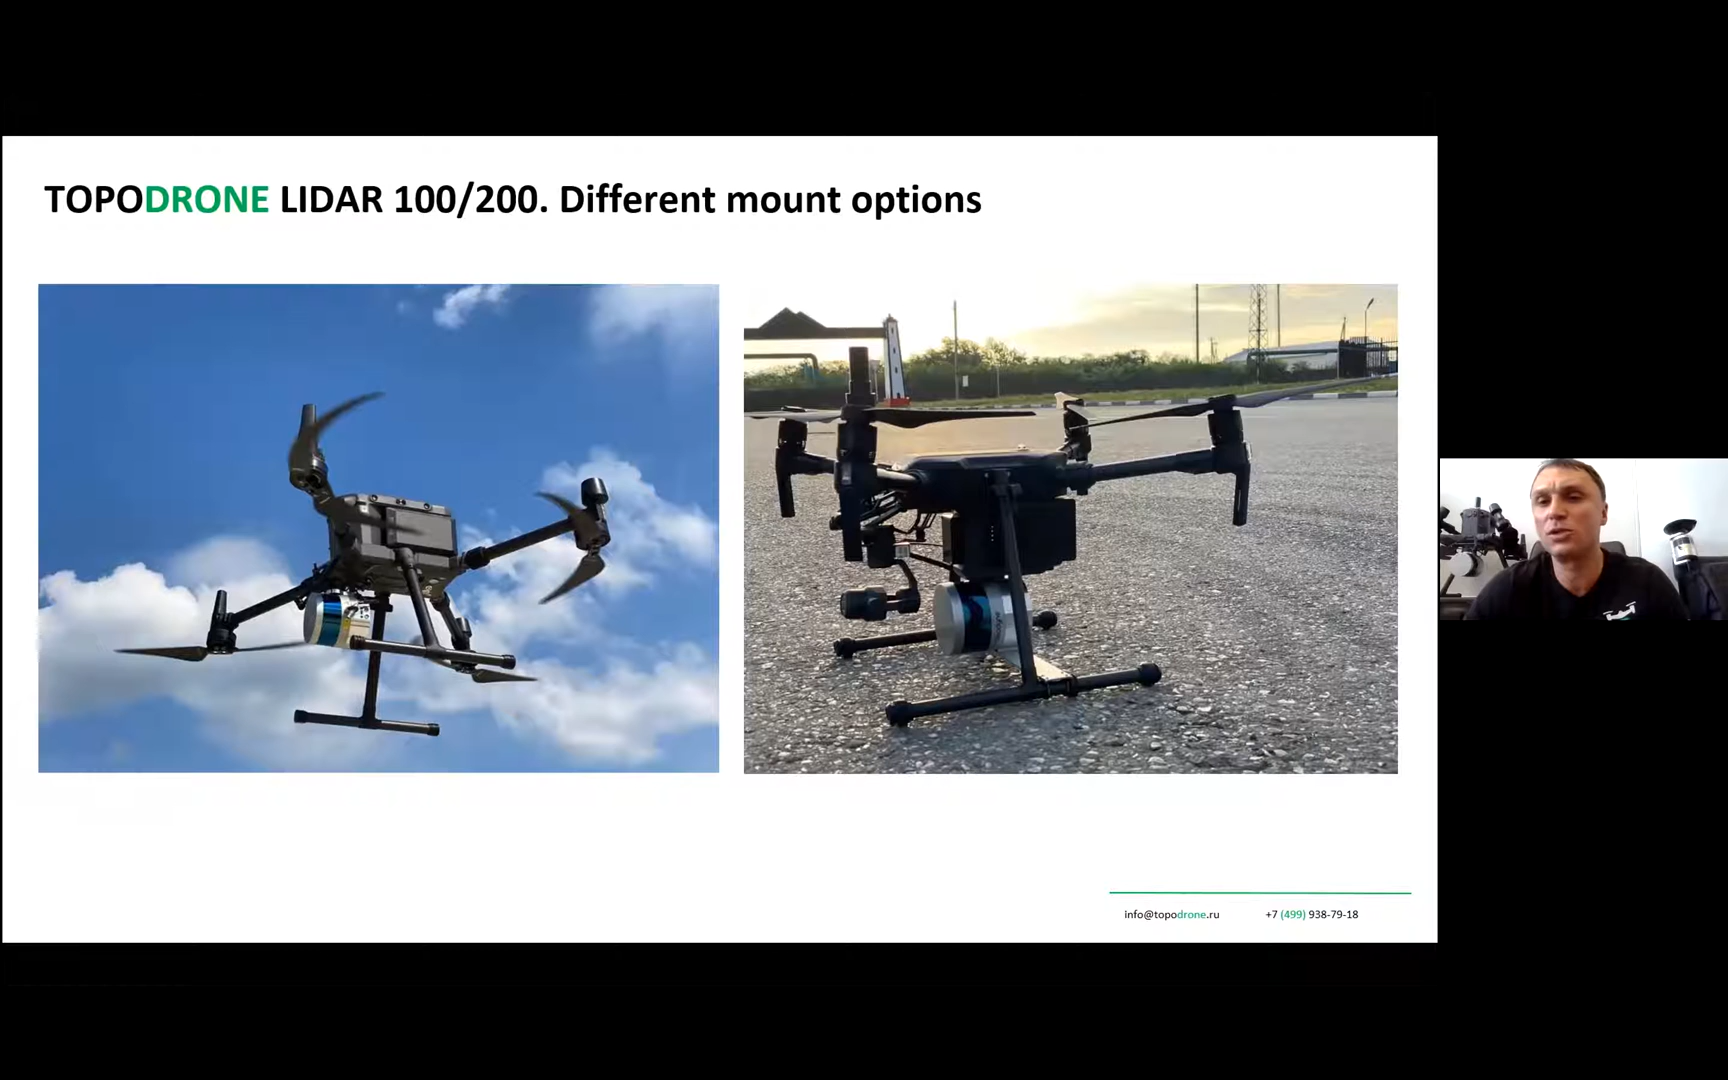 TOPODRONE LIDAR 100/200. Different mount options
info@topodrone.ru
+7 (499) 938-79-18